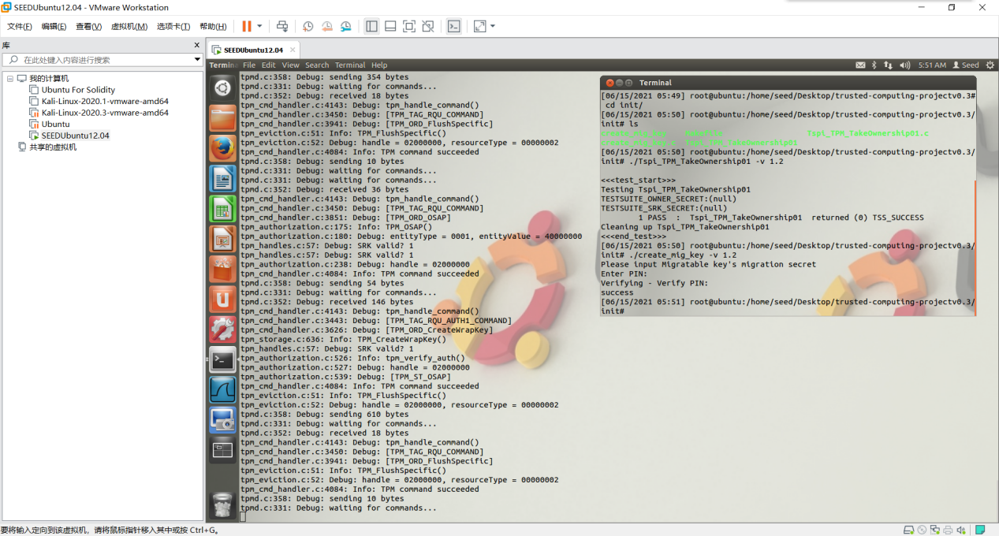 SEEDUbuntu12.04 - VMware Workstation
文件(F) 编辑(E) 查看(V) 虚拟机(M) 选项卡(T) 帮助(H)
库
在此处键入内容进行搜索
我的计算机
Ubuntu For Solidity
Kali-Linux-2020.1-vmware-amd64
Kali-Linux-2020.3-vmware-amd64
Ubuntu
SEEDUbuntu12.04
共享的虚拟机
SEEDUbuntu12.04
Termin File Edit View Search Terminal Help 5:51 AM Seed
tpmd.c:358: Debug: sending 354 bytes
tpmd.c:331: Debug: waiting for commands...
tpmd.c:352: Debug: received 18 bytes
tpm_cmd_handler.c:4143: Debug: tpm_handle_command()
tpm_cmd_handler.c:3450: Debug: [TPM_TAG_RQU_COMMAND]
tpm_cmd_handler.c:3941: Debug: [TPM_ORD_FlushSpecific]
tpm_eviction.c:51: Info: TPM_FlushSpecific()
tpm_eviction.c:52: Debug: handle = 02000000, resourceType = 00000002
tpm_cmd_handler.c:4084: Info: TPM command succeeded
tpmd.c:358: Debug: sending 10 bytes
tpmd.c:331: Debug: waiting for commands...
tpmd.c:352: Debug: received 36 bytes
tpm_cmd_handler.c:4143: Debug: tpm_handle_command()
tpm_cmd_handler.c:3450: Debug: [TPM_TAG_RQU_COMMAND]
tpm_cmd_handler.c:3851: Debug: [TPM_ORD_OSAP]
tpm_authorization.c:175: Info: TPM_OSAP()
tpm_authorization.c:180: Debug: entityType = 0001, entityValue = 40000000
tpm_handles.c:57: Debug: SRK valid? 1
tpm_handles.c:57: Debug: SRK valid? 1
tpm_authorization.c:238: Debug: handle = 02000000
tpm_cmd_handler.c:4084: Info: TPM command succeeded
tpmd.c:358: Debug: sending 54 bytes
tpmd.c:331: Debug: waiting for commands...
tpmd.c:352: Debug: received 146 bytes
tpm_cmd_handler.c:4143: Debug: tpm_handle_command()
tpm_cmd_handler.c:3443: Debug: [TPM_TAG_RQU_AUTH1_COMMAND]
tpm_cmd_handler.c:3626: Debug: [TPM_ORD_CreateWrapKey]
tpm_storage.c:636: Info: TPM_CreateWrapKey()
tpm_handles.c:57: Debug: SRK valid? 1
tpm_authorization.c:526: Info: tpm_verify_auth()
tpm_authorization.c:527: Debug: handle = 02000000
tpm_authorization.c:539: Debug: [TPM_ST_OSAP]
tpm_cmd_handler.c:4084: Info: TPM command succeeded
tpm_eviction.c:51: Info: TPM_FlushSpecific()
tpm_eviction.c:52: Debug: handle = 02000000, resourceType = 00000002
tpmd.c:358: Debug: sending 610 bytes
tpmd.c:331: Debug: waiting for commands...
tpmd.c:352: Debug: received 18 bytes
tpm_cmd_handler.c:4143: Debug: tpm_handle_command()
tpm_cmd_handler.c:3450: Debug: [TPM_TAG_RQU_COMMAND]
tpm_cmd_handler.c:3941: Debug: [TPM_ORD_FlushSpecific]
tpm_eviction.c:51: Info: TPM_FlushSpecific()
tpm_eviction.c:52: Debug: handle = 02000000, resourceType = 00000002
tpm_cmd_handler.c:4084: Info: TPM command succeeded
tpmd.c:358: Debug: sending 10 bytes
tpmd.c:331: Debug: waiting for commands...
Terminal
[06/15/2021 05:49] root@ubuntu:/home/seed/Desktop/trusted-computing-projectv0.3#
cd init/
[06/15/2021 05:50] root@ubuntu:/home/seed/Desktop/trusted-computing-projectv0.3/
init# ls
create_mig_key Makefile Tspi_TPM_TakeOwnership01.c
create_mig_key.c Tspi_TPM_TakeOwnership01
[06/15/2021 05:50] root@ubuntu:/home/seed/Desktop/trusted-computing-projectv0.3/
init# ./Tspi_TPM_TakeOwnership01 -v 1.2
<<<test_start>>>
Testing Tspi_TPM_TakeOwnership01
TESTSUITE_OWNER_SECRET:(null)
TESTSUITE_SRK_SECRET:(null)
1 PASS : Tspi_TPM_TakeOwnership01 returned (0) TSS_SUCCESS
Cleaning up Tspi_TPM_TakeOwnership01
<<<end_test>>>
[06/15/2021 05:50] root@ubuntu:/home/seed/Desktop/trusted-computing-projectv0.3/
init# ./create_mig_key -v 1.2
Please input Migratable key's migration secret
Enter PIN:
Verifying - Verify PIN:
success
[06/15/2021 05:51] root@ubuntu:/home/seed/Desktop/trusted-computing-projectv0.3/
init#
要将输入定向到该虚拟机，请将鼠标指针移入其中或按 Ctrl+G。